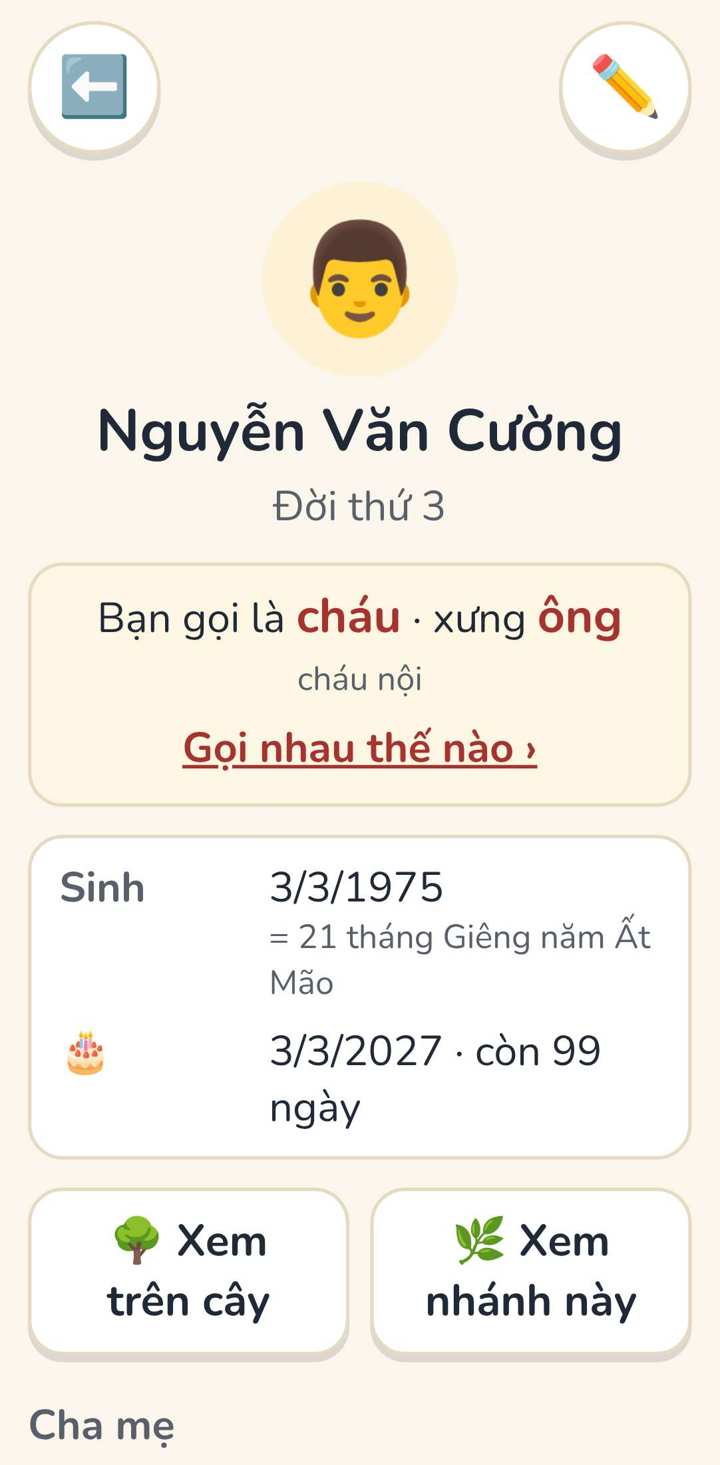 Nguyễn Văn Cường
Đời thứ 3
Bạn gọi là cháu · xưng ông
cháu nội
Gọi nhau thế nào ›
Sinh 3/3/1975
= 21 tháng Giêng năm Ất
Mão
3/3/2027 · còn 99
ngày
Xem
trên cây
Xem
nhánh này
Cha mẹ